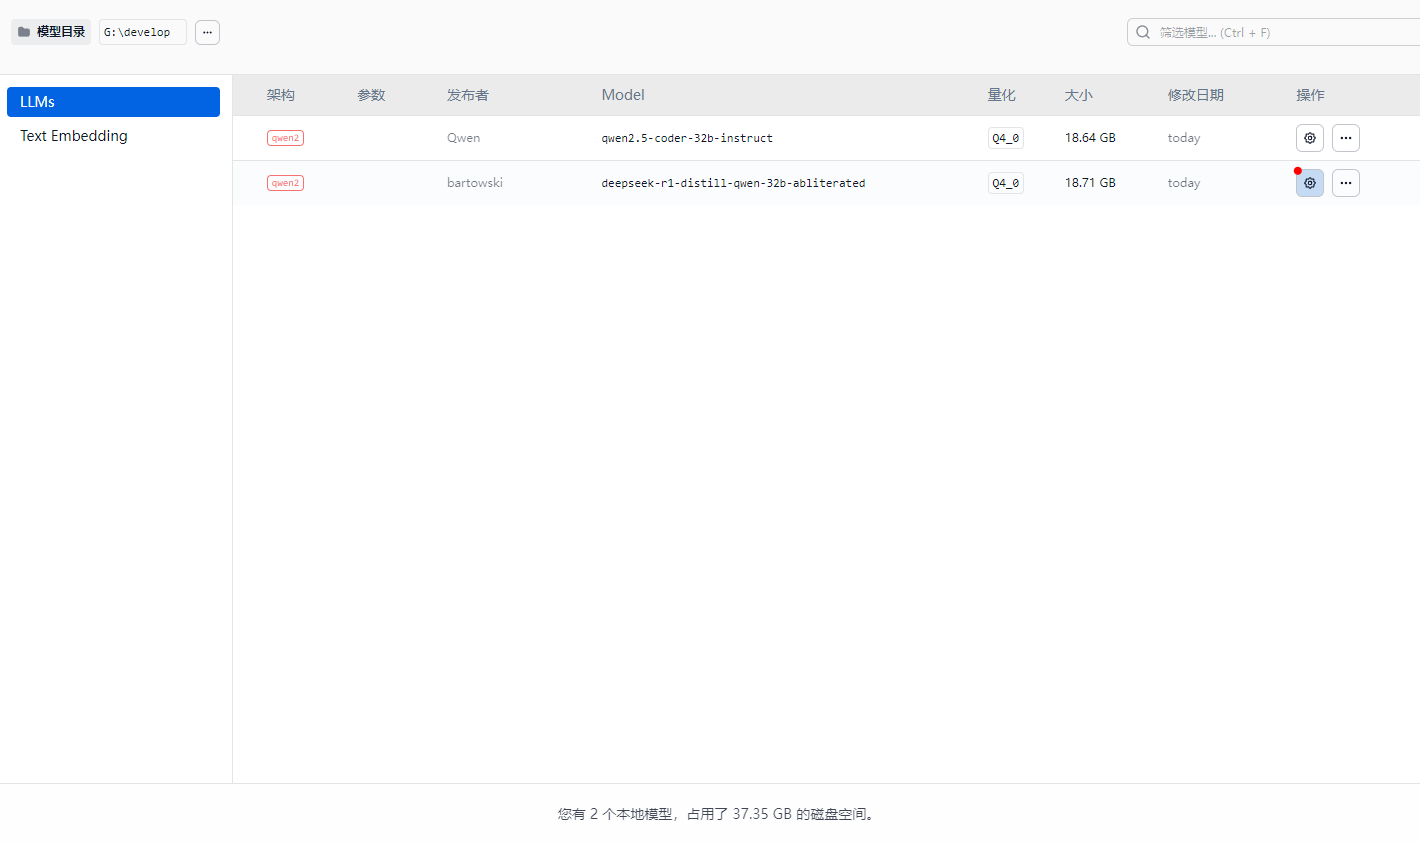 模型目录 G:\develop ... 筛选模型... (Ctrl + F)
LLMs
Text Embedding
架构 参数 发布者 Model 量化 大小 修改日期 操作
qwen2 Qwen qwen2.5-coder-32b-instruct Q4_0 18.64 GB today
qwen2 bartowski deepseek-r1-distill-qwen-32b-abliterated Q4_0 18.71 GB today
您有 2 个本地模型，占用了 37.35 GB 的磁盘空间。